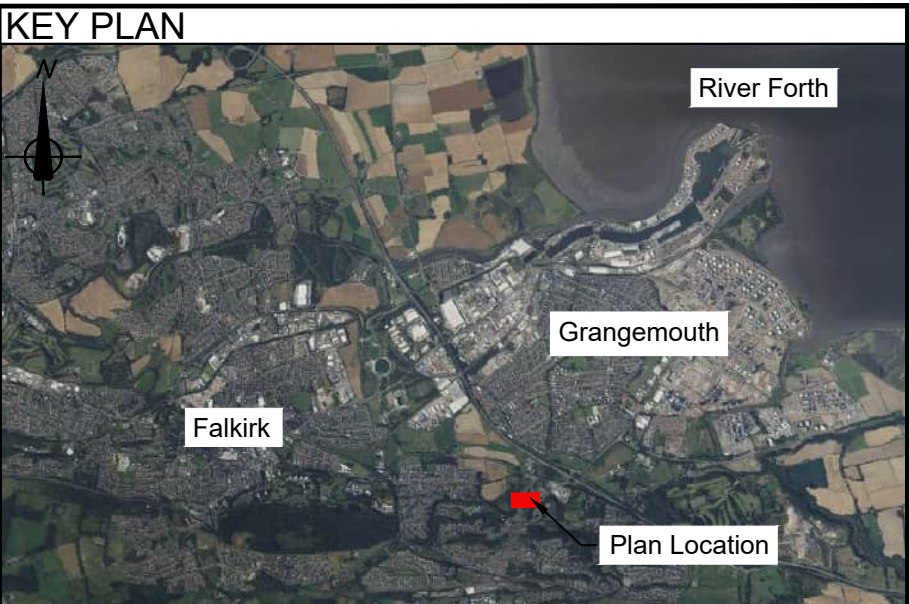 KEY PLAN
N
River Forth
Grangemouth
Falkirk
Plan Location